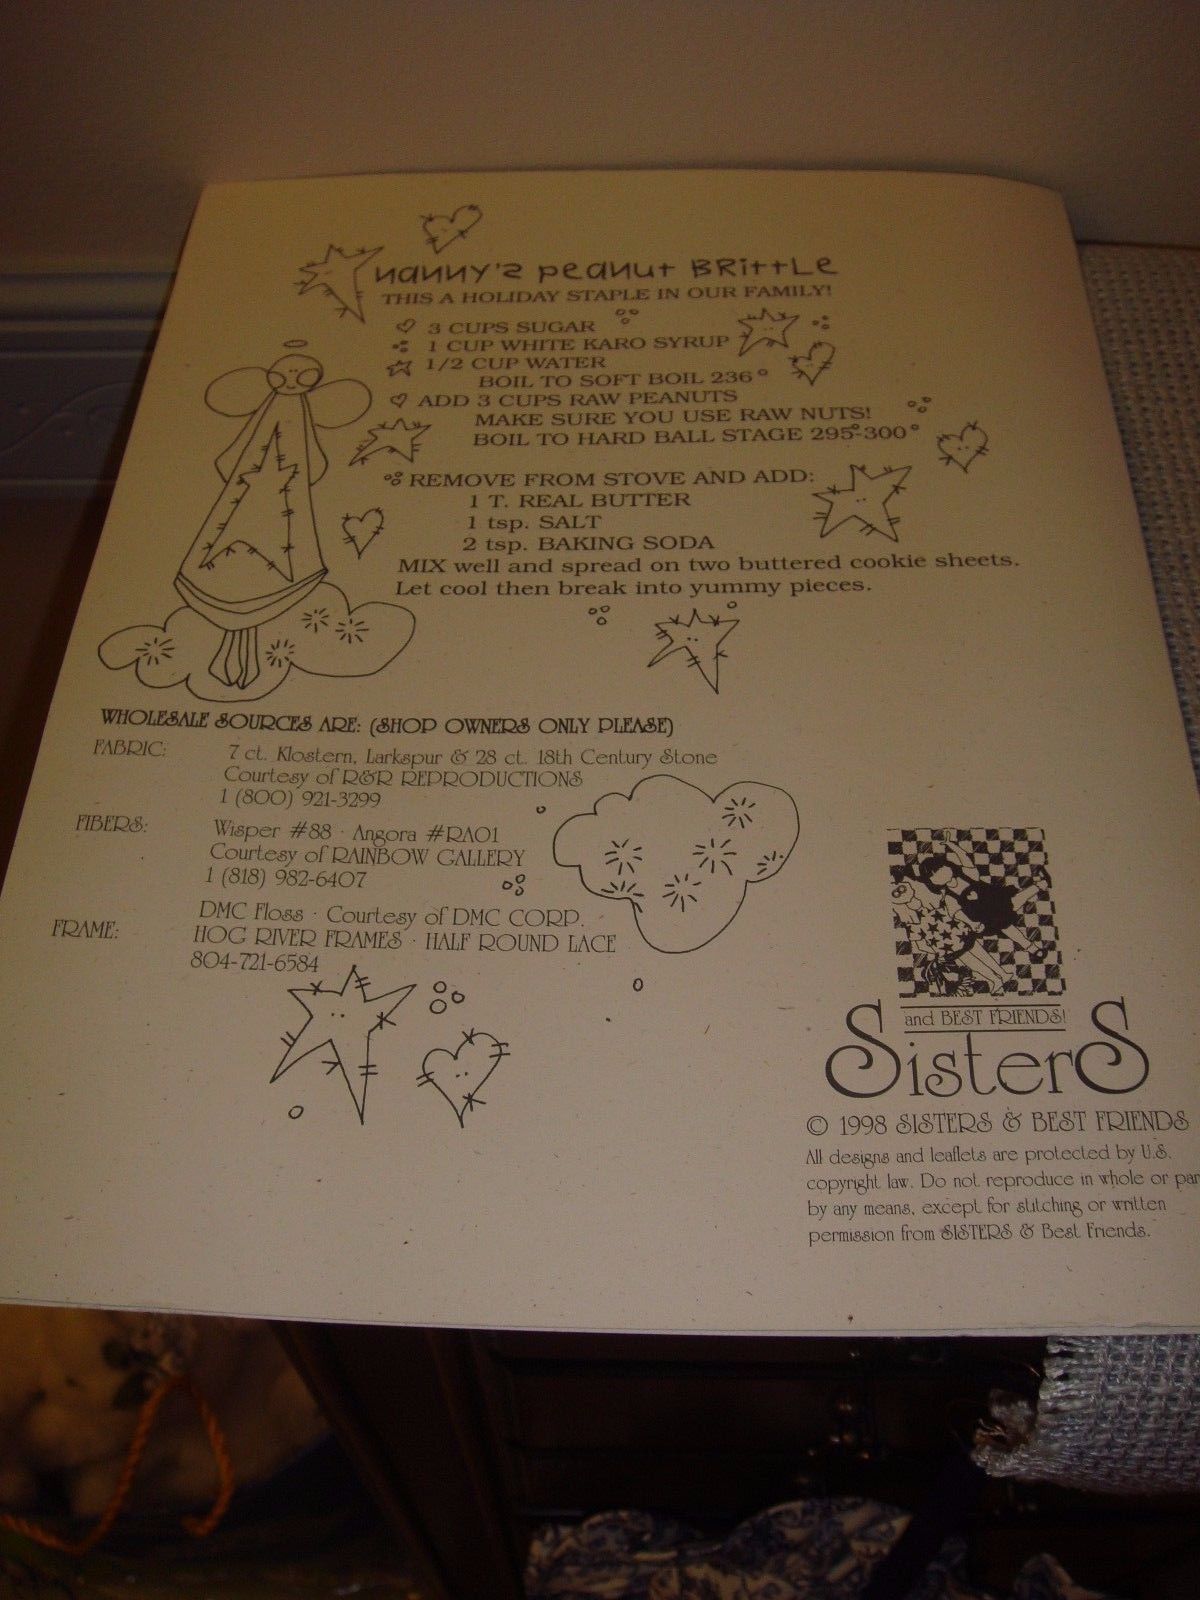 nanny's peanut BRittLe
THIS A HOLIDAY STAPLE IN OUR FAMILY!
3 CUPS SUGAR
1 CUP WHITE KARO SYRUP
1/2 CUP WATER
BOIL TO SOFT BOIL 236°
ADD 3 CUPS RAW PEANUTS
MAKE SURE YOU USE RAW NUTS!
BOIL TO HARD BALL STAGE 295°-300°
REMOVE FROM STOVE AND ADD:
1 T. REAL BUTTER
1 tsp. SALT
2 tsp. BAKING SODA
MIX well and spread on two buttered cookie sheets.
Let cool then break into yummy pieces.
WHOLESALE SOURCES ARE: (SHOP OWNERS ONLY PLEASE)
FABRIC: 7 ct. Klostern, Larkspur & 28 ct. 18th Century Stone
Courtesy of R&R REPRODUCTIONS
1 (800) 921-3299
FIBERS: Wisper #88 · Angora #RA01
Courtesy of RAINBOW GALLERY
1 (818) 982-6407
DMC Floss · Courtesy of DMC CORP.
FRAME: HOG RIVER FRAMES · HALF ROUND LACE
804-721-6584
and BEST FRIENDS!
SisterS
© 1998 SISTERS & BEST FRIENDS
All designs and leaflets are protected by U.S.
copyright law. Do not reproduce in whole or par
by any means, except for stitching or written
permission from SISTERS & Best Friends.